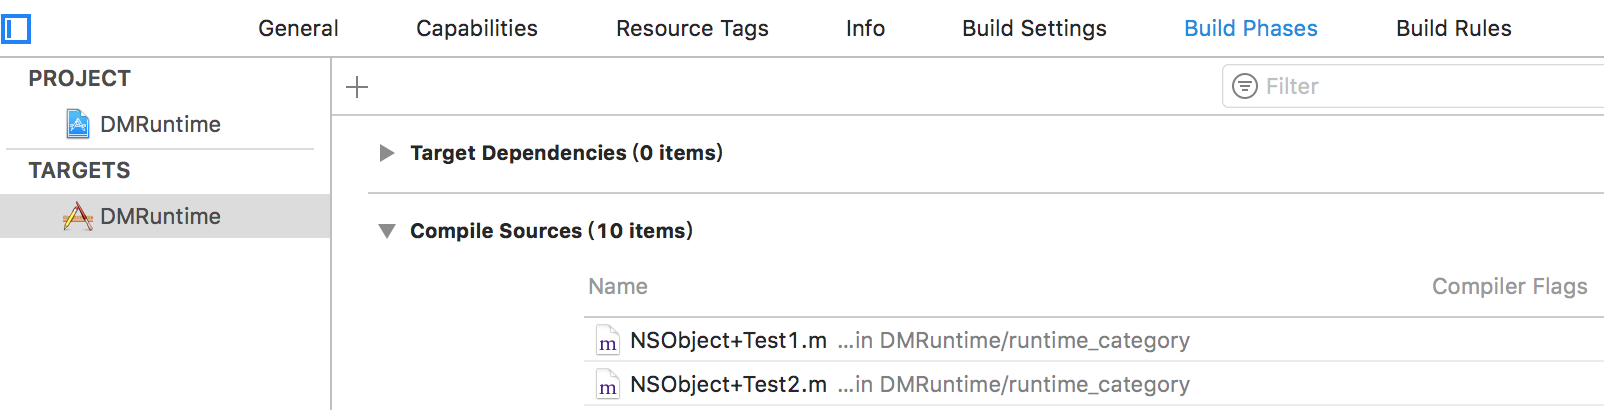 General Capabilities Resource Tags Info Build Settings Build Phases Build Rules
PROJECT
DMRuntime
TARGETS
DMRuntime
Filter
Target Dependencies (0 items)
Compile Sources (10 items)
Name Compiler Flags
m NSObject+Test1.m ...in DMRuntime/runtime_category
m NSObject+Test2.m ...in DMRuntime/runtime_category